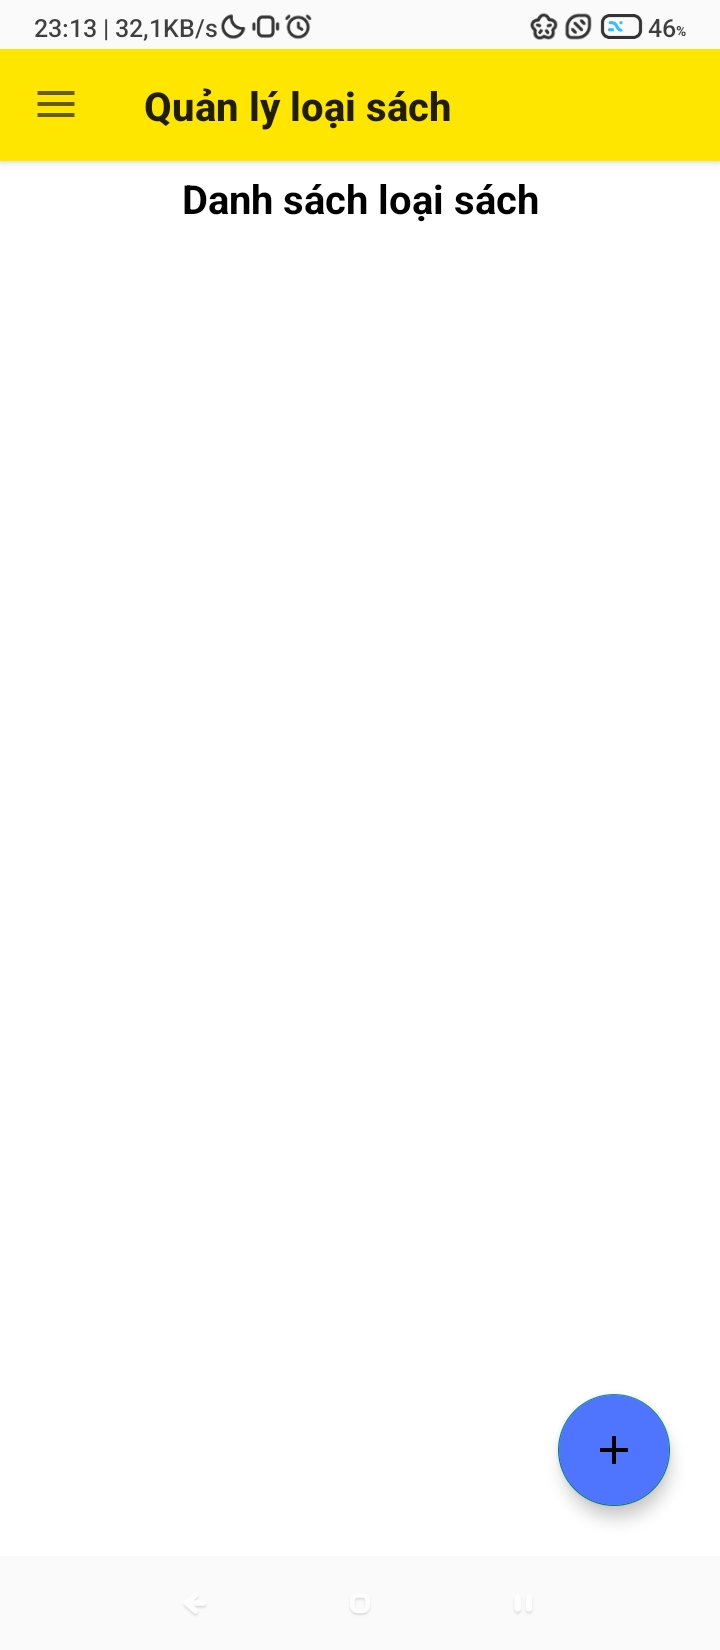 23:13 | 32,1KB/s 46%
Quản lý loại sách
Danh sách loại sách